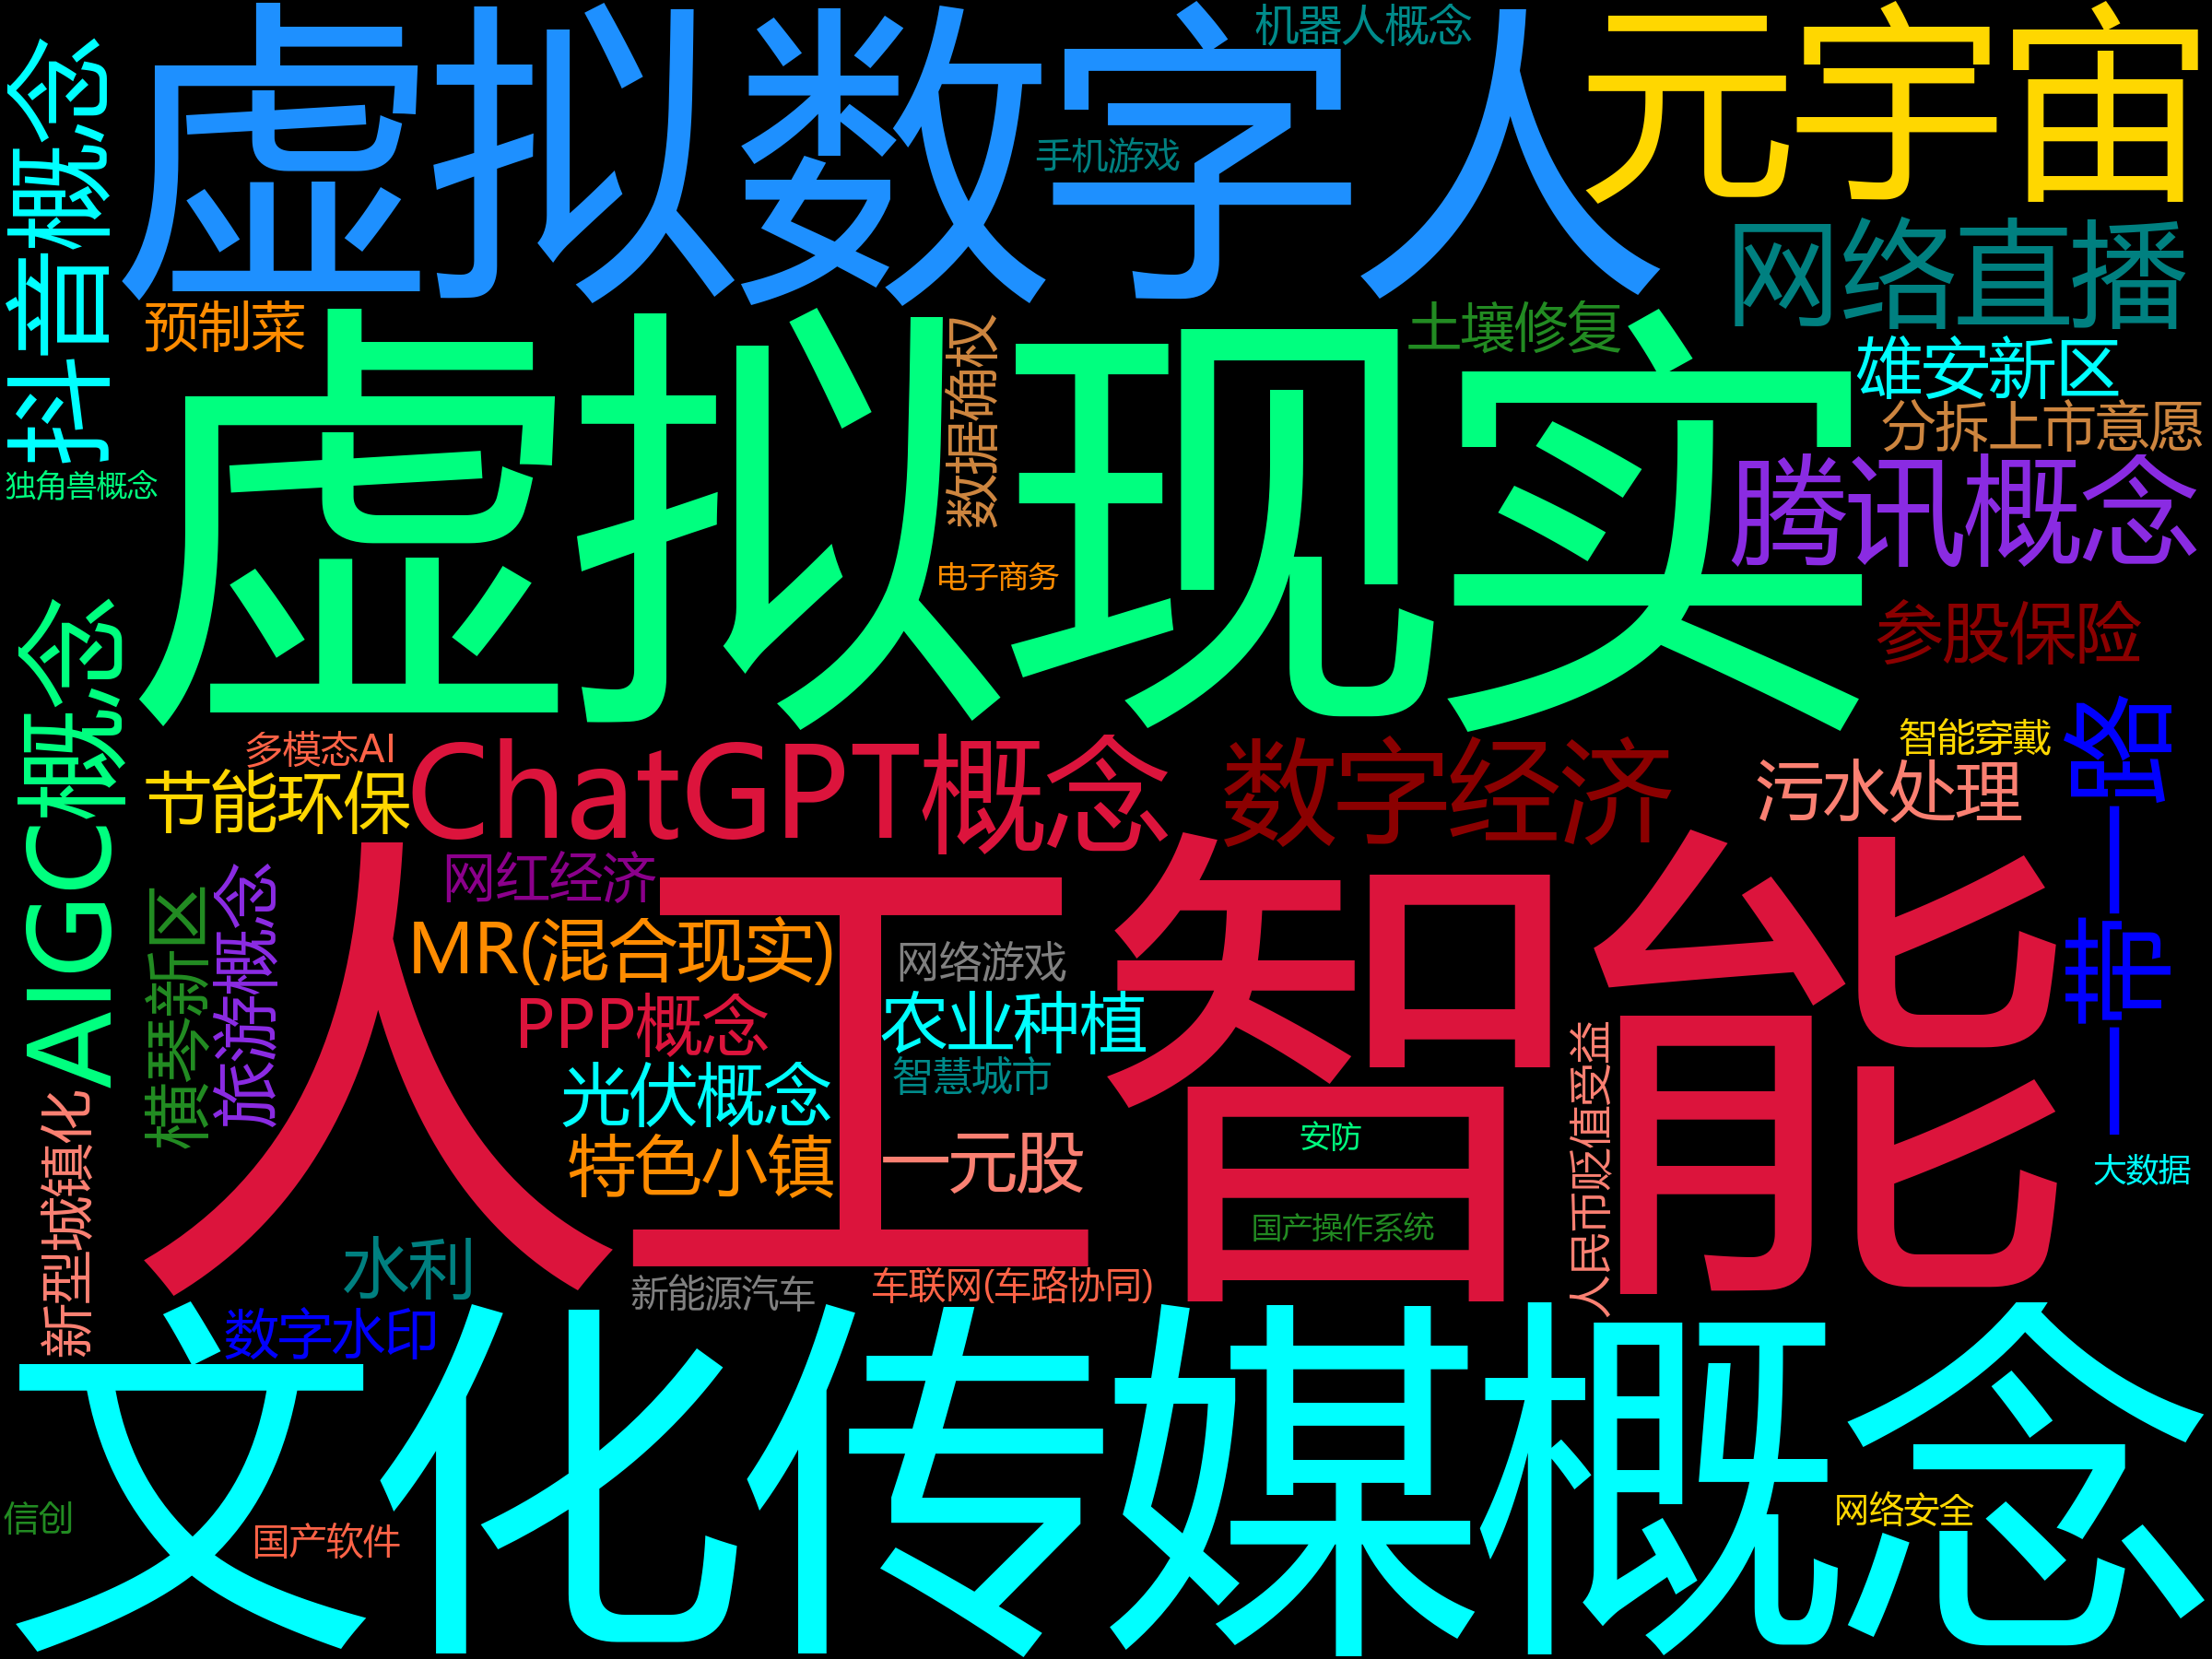 机器人概念
虚拟数字人
元宇宙
抖音概念
手机游戏
网络直播
预制菜
土壤修复
数据确权
虚拟现实
雄安新区
分拆上市意愿
腾讯概念
独角兽概念
电子商务
参股保险
AIGC概念
一带一路
智能穿戴
多模态AI
ChatGPT概念
数字经济
污水处理
节能环保
网红经济
人工智能
横琴新区
旅游概念
MR(混合现实)
网络游戏
PPP概念
农业种植
智慧城市
光伏概念
人民币贬值受益
新型城镇化
特色小镇
一元股
安防
大数据
国产操作系统
水利
新能源汽车
车联网(车路协同)
数字水印
文化传媒概念
信创
国产软件
网络安全